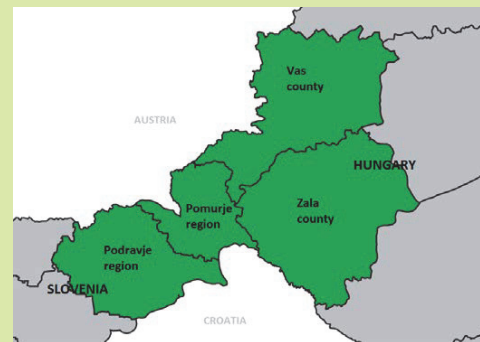 Vas
county
AUSTRIA
HUNGARY
Pomurje
region
Zala
county
Podravje
region
SLOVENIA
CROATIA